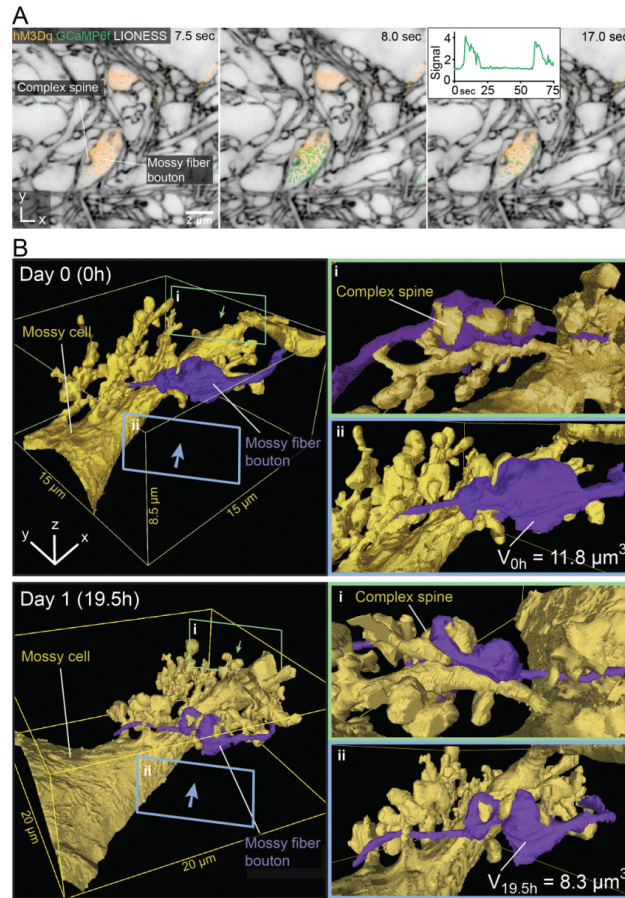 A
hM3Dq GCaMP6f LIONESS 7.5 sec
Complex spine
Mossy fiber
bouton
y
x
2 µm
8.0 sec
17.0 sec
Signal
4
2
0
0 sec 25 50 75
B
Day 0 (0h)
Mossy cell
i
ii
Mossy fiber
bouton
15 µm
8.5 µm
15 µm
y z x
i
Complex spine
ii
V0h = 11.8 µm³
Day 1 (19.5h)
Mossy cell
i
ii
Mossy fiber
bouton
20 µm
20 µm
i
Complex spine
ii
V19.5h = 8.3 µm³